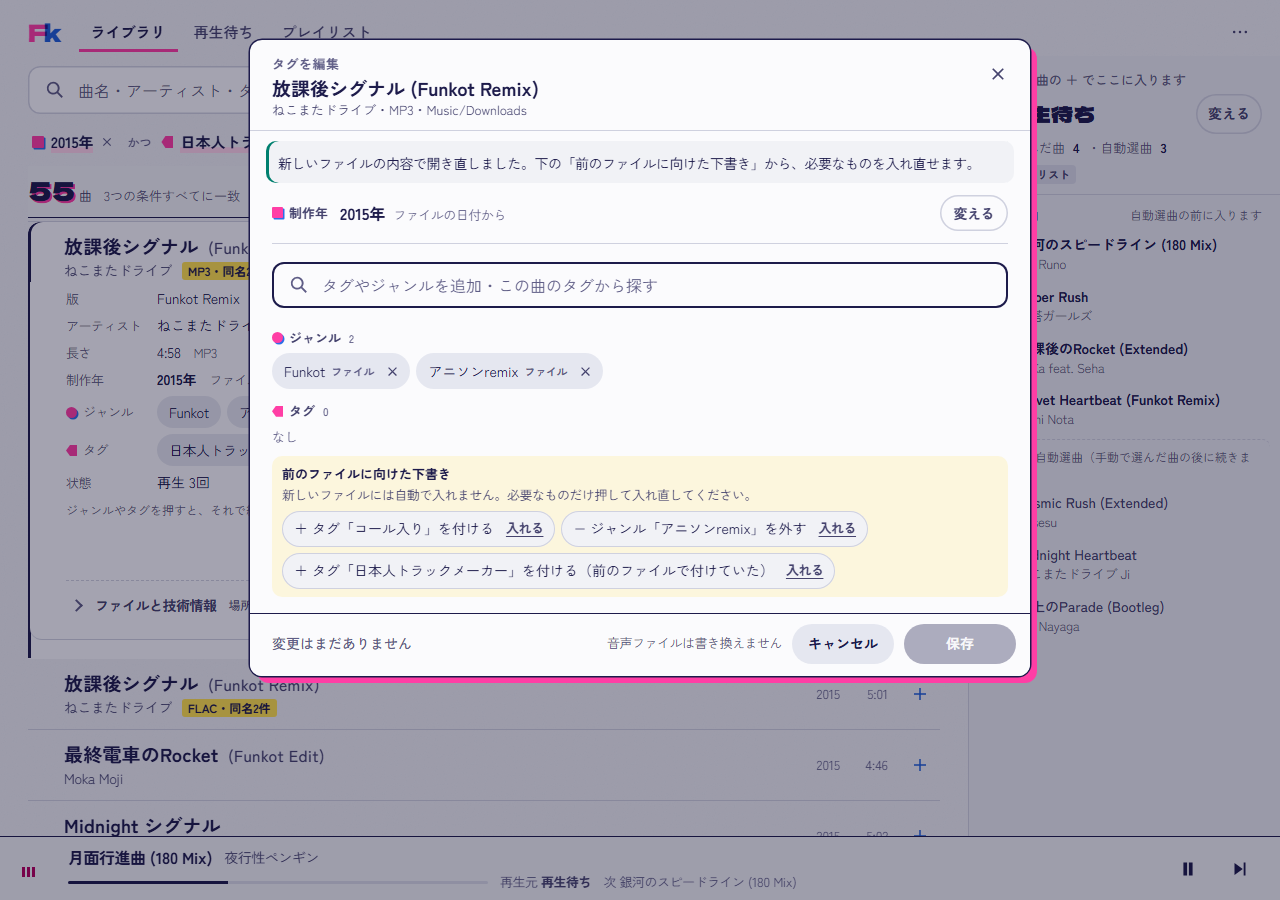 Fk
ライブラリ
再生待ち
プレイリスト
曲名・アーティスト・タ
2015年 × かつ 日本人トラ
55 曲 3つの条件すべてに一致
放課後シグナル (Funk
ねこまたドライブ MP3・同名2
版 Funkot Remix
アーティスト ねこまたドライ
長さ 4:58 MP3
制作年 2015年 ファイ
ジャンル Funkot
タグ 日本人トラッ
状態 再生 3回
ジャンルやタグを押すと、それで
ファイルと技術情報 場所
タグを編集
放課後シグナル (Funkot Remix)
ねこまたドライブ・MP3・Music/Downloads
新しいファイルの内容で開き直しました。下の「前のファイルに向けた下書き」から、必要なものを入れ直せます。
制作年 2015年 ファイルの日付から 変える
タグやジャンルを追加・この曲のタグから探す
ジャンル 2
Funkot ファイル × アニソンremix ファイル ×
タグ 0
なし
前のファイルに向けた下書き
新しいファイルには自動で入れません。必要なものだけ押して入れ直してください。
＋ タグ「コール入り」を付ける 入れる － ジャンル「アニソンremix」を外す 入れる
＋ タグ「日本人トラックメーカー」を付ける（前のファイルで付けていた） 入れる
変更はまだありません 音声ファイルは書き換えません キャンセル 保存
曲の ＋ でここに入ります
生待ち 変える
だ曲 4 ・自動選曲 3
リスト
自動選曲の前に入ります
河のスピードライン (180 Mix)
Runo
per Rush
ガールズ
課後のRocket (Extended)
a feat. Seha
vet Heartbeat (Funkot Remix)
ni Nota
自動選曲（手動で選んだ曲の後に続きま
smic Rush (Extended)
sesu
night Heartbeat
こまたドライブ Ji
上のParade (Bootleg)
Nayaga
放課後シグナル (Funkot Remix)
ねこまたドライブ FLAC・同名2件
2015 5:01 +
最終電車のRocket (Funkot Edit)
Moka Moji
2015 4:46 +
Midnight シグナル
2015 5:02 +
月面行進曲 (180 Mix) 夜行性ペンギン
再生元 再生待ち 次 銀河のスピードライン (180 Mix)